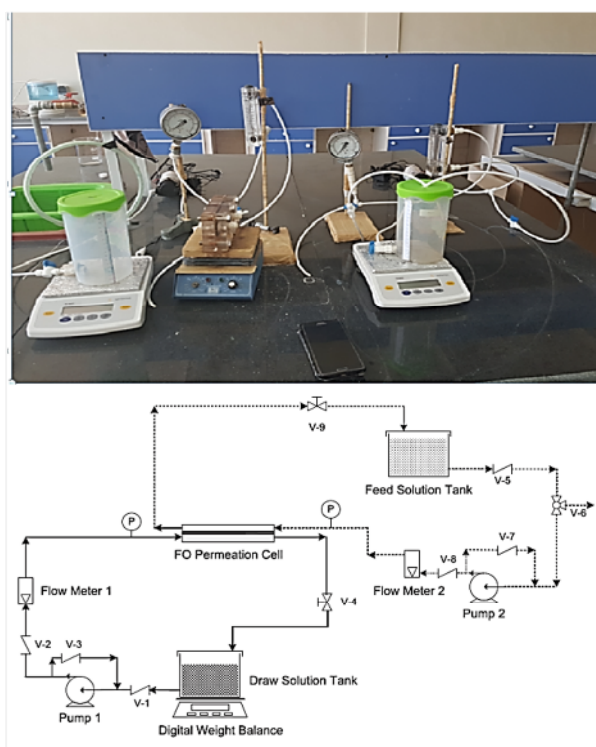 V-9
Feed Solution Tank
V-5
V-6
P
P
FO Permeation Cell
V-7
V-8
Flow Meter 1
Flow Meter 2
Pump 2
V-4
V-2
V-3
Draw Solution Tank
Pump 1
V-1
Digital Weight Balance